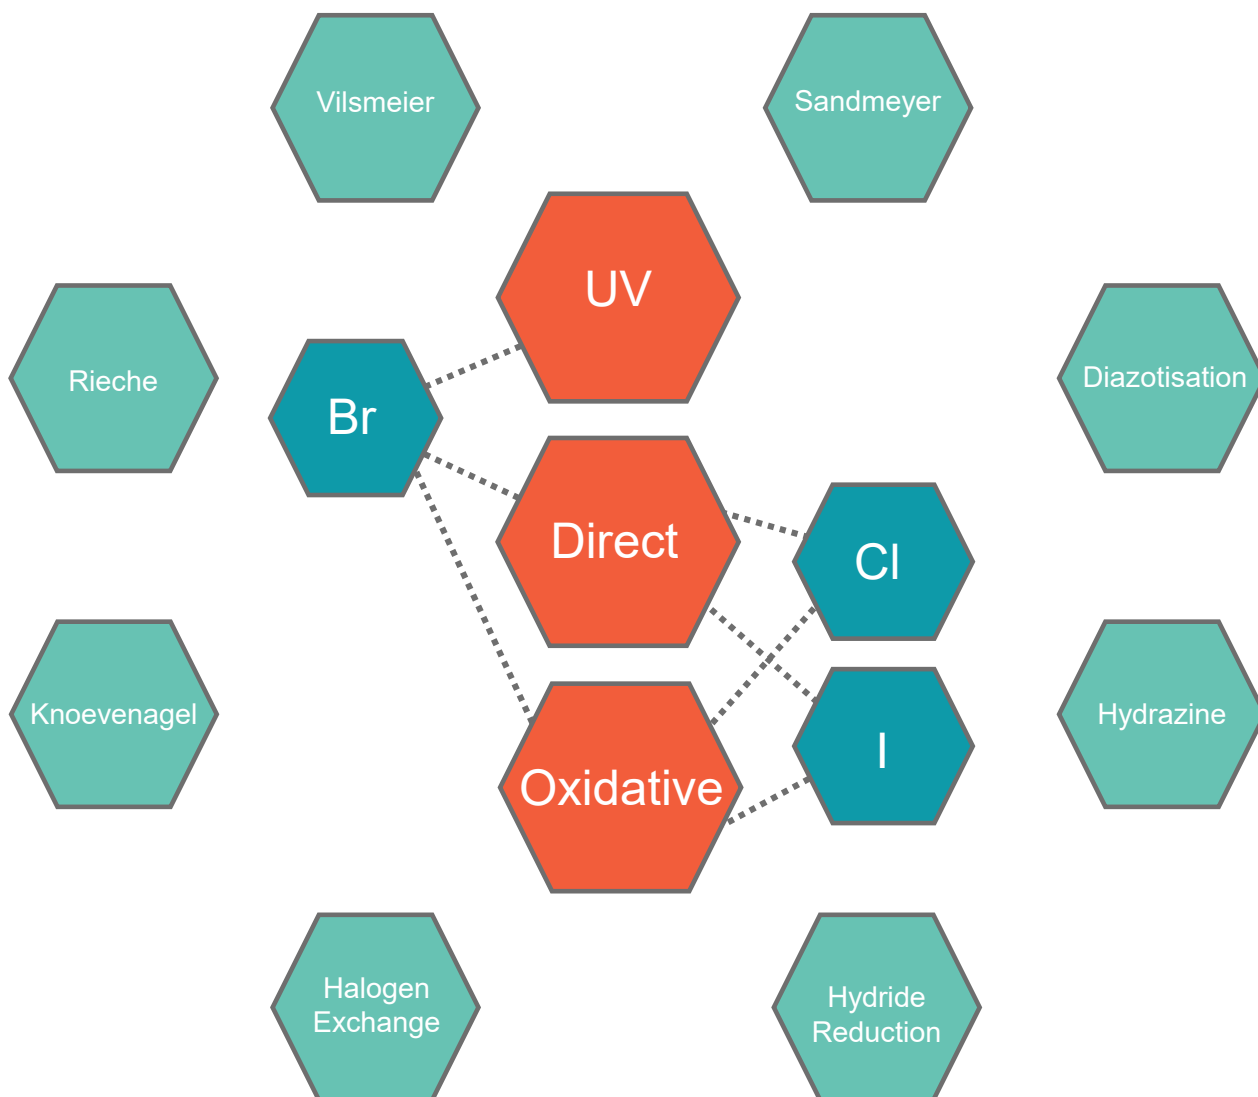 Vilsmeier
Sandmeyer
UV
Rieche
Diazotisation
Br
Direct
Cl
Knoevenagel
Hydrazine
I
Oxidative
Halogen
Exchange
Hydride
Reduction